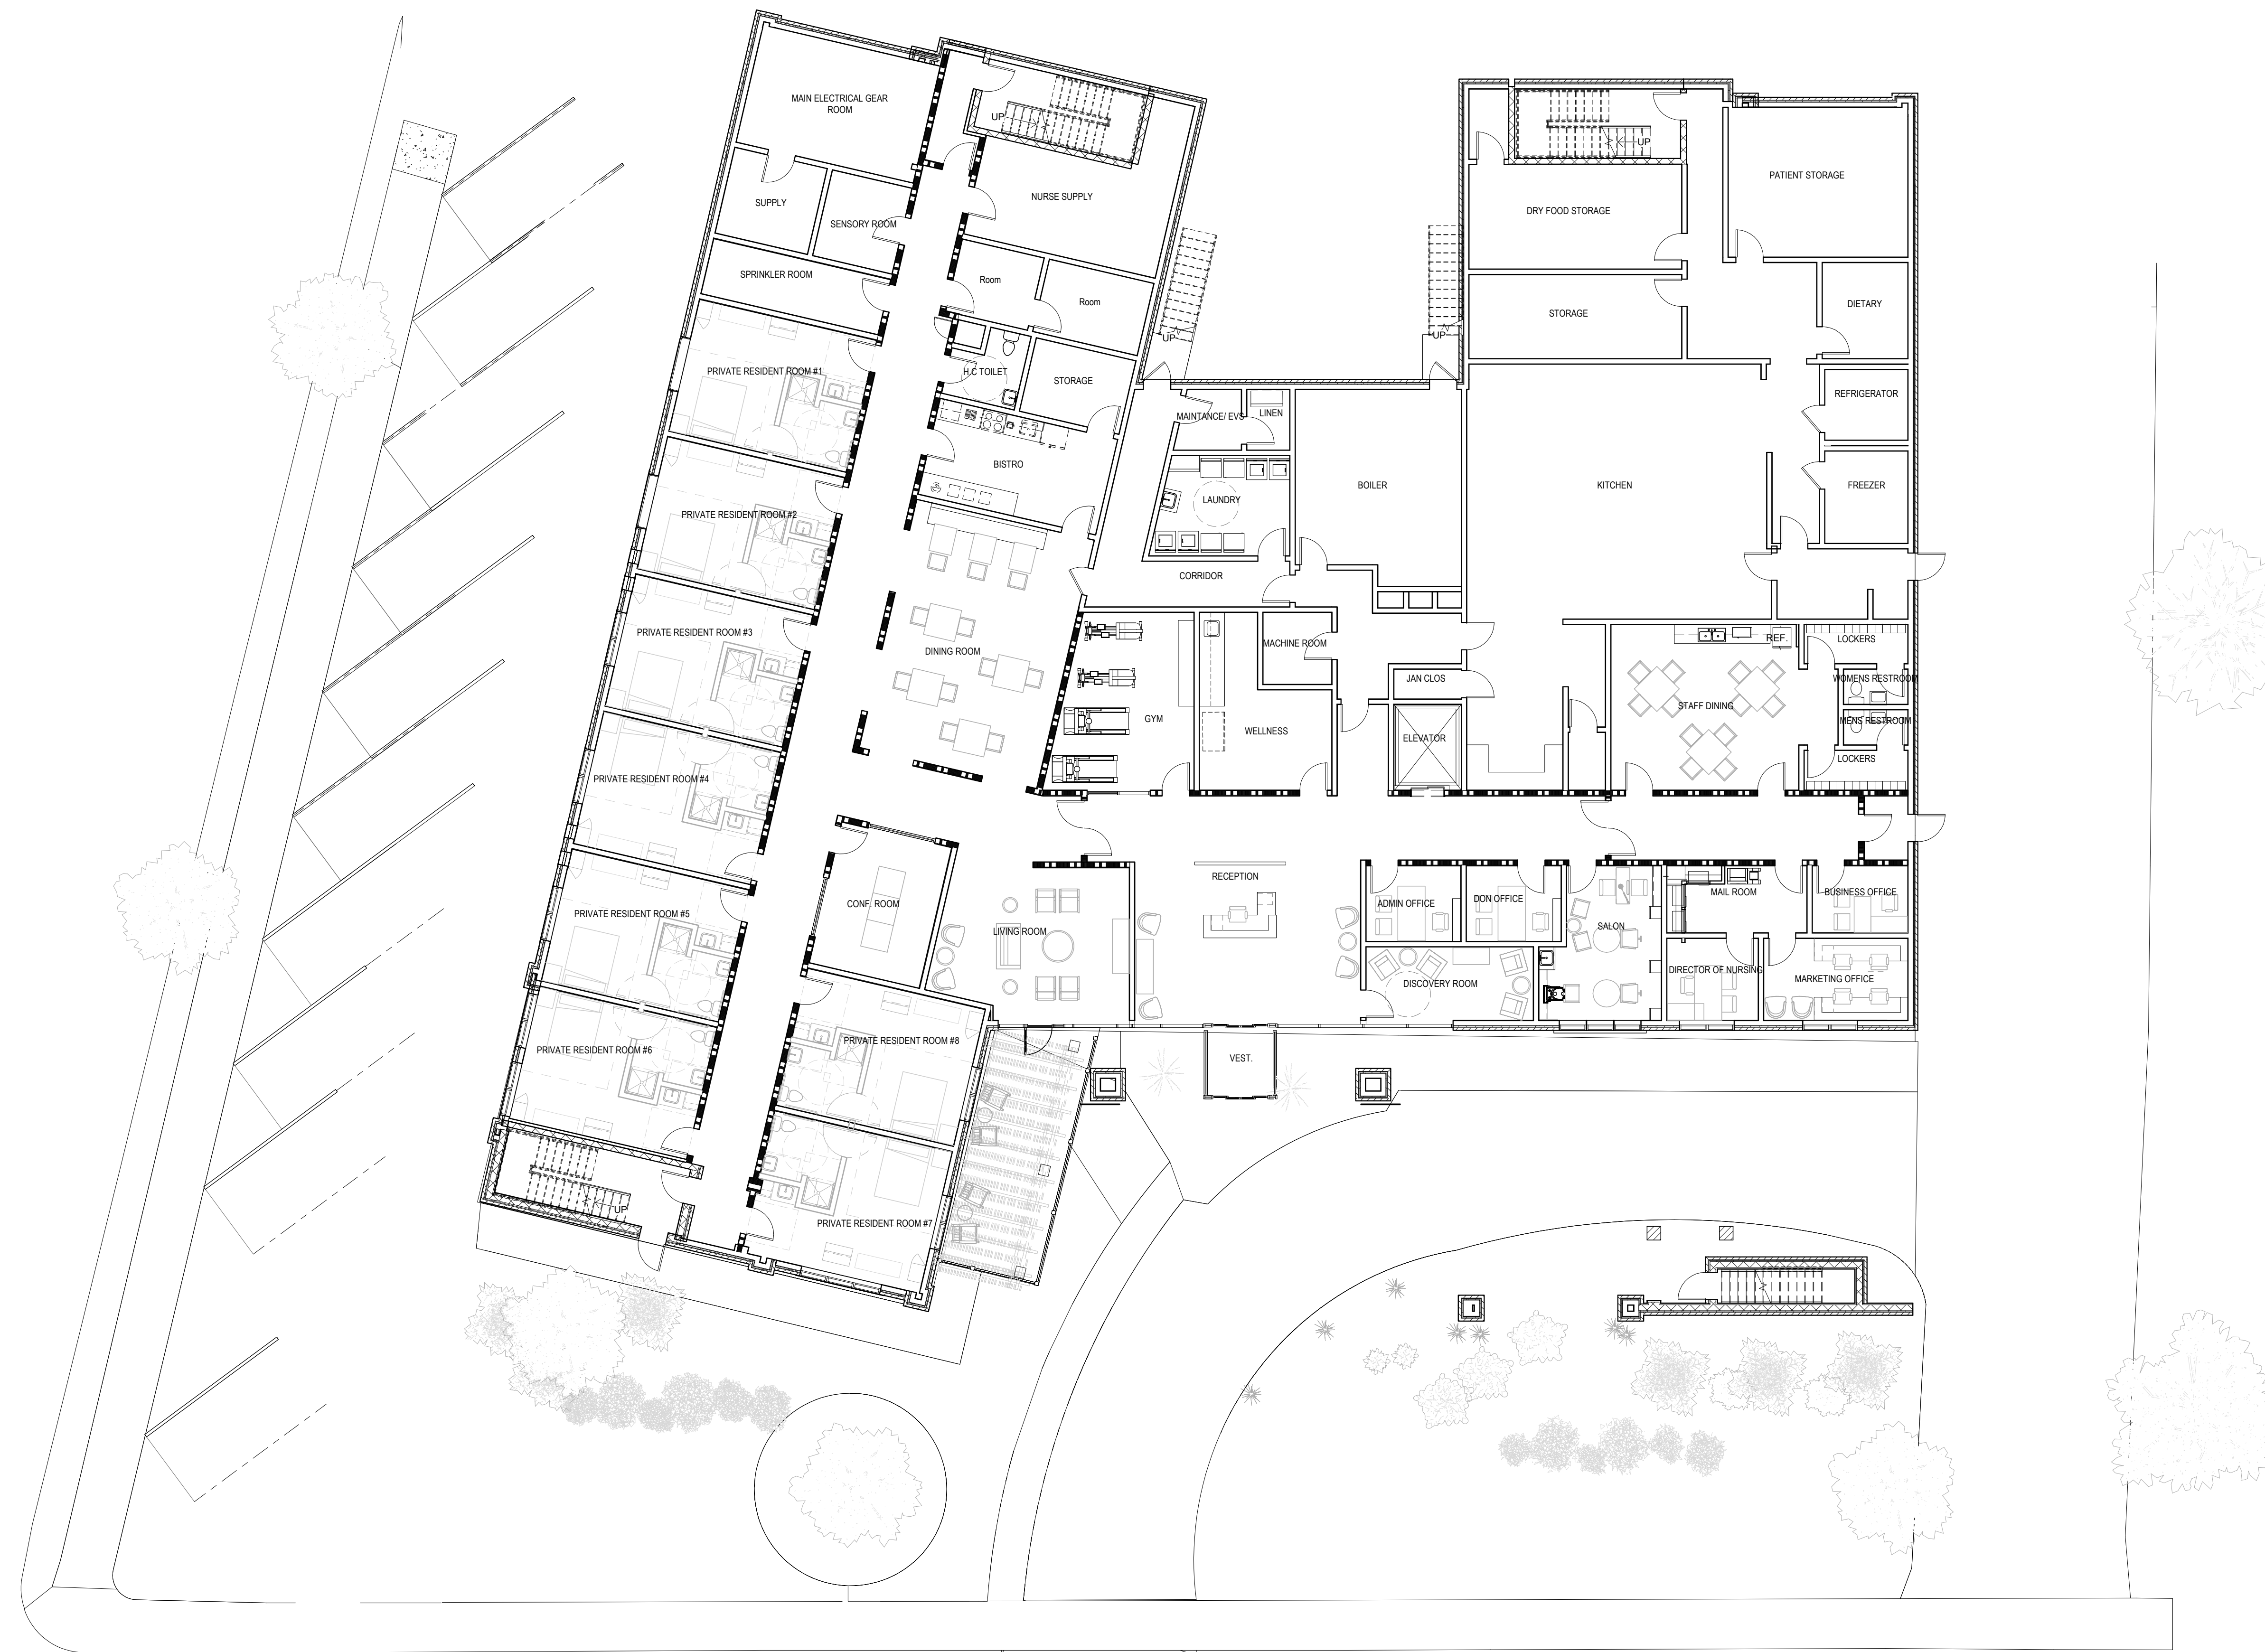 MAIN ELECTRICAL GEAR
ROOM
UP
UP
PATIENT STORAGE
NURSE SUPPLY
SUPPLY
DRY FOOD STORAGE
SENSORY ROOM
SPRINKLER ROOM
Room
Room
DIETARY
STORAGE
UP
UP
PRIVATE RESIDENT ROOM #1
H.C TOILET
STORAGE
REFRIGERATOR
MAINTANCE/ EVS
LINEN
BISTRO
BOILER
KITCHEN
FREEZER
LAUNDRY
PRIVATE RESIDENT ROOM #2
CORRIDOR
PRIVATE RESIDENT ROOM #3
DINING ROOM
MACHINE ROOM
REF.
LOCKERS
JAN CLOS
WOMENS RESTROOM
STAFF DINING
GYM
WELLNESS
ELEVATOR
MENS RESTROOM
LOCKERS
PRIVATE RESIDENT ROOM #4
RECEPTION
MAIL ROOM
BUSINESS OFFICE
CONF. ROOM
ADMIN OFFICE
DON OFFICE
PRIVATE RESIDENT ROOM #5
LIVING ROOM
SALON
DIRECTOR OF NURSING
MARKETING OFFICE
DISCOVERY ROOM
PRIVATE RESIDENT ROOM #6
PRIVATE RESIDENT ROOM #8
VEST.
UP
PRIVATE RESIDENT ROOM #7